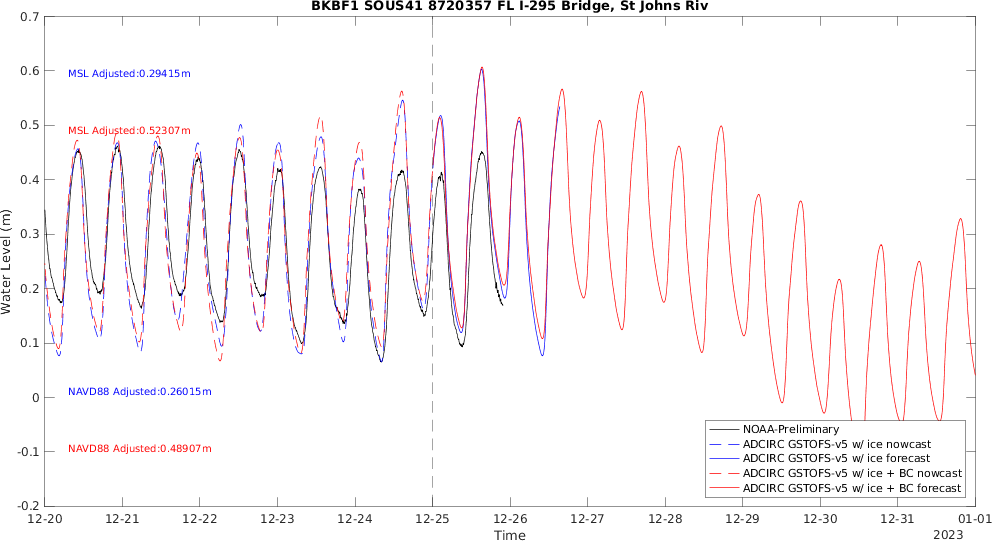 BKBF1 SOUS41 8720357 FL I-295 Bridge, St Johns Riv
0.7
0.6
0.5
0.4
0.3
0.2
0.1
0
-0.1
-0.2
Water Level (m)
MSL Adjusted:0.29415m
MSL Adjusted:0.52307m
NAVD88 Adjusted:0.26015m
NAVD88 Adjusted:0.48907m
NOAA-Preliminary
ADCIRC GSTOFS-v5 w/ ice nowcast
ADCIRC GSTOFS-v5 w/ ice forecast
ADCIRC GSTOFS-v5 w/ ice + BC nowcast
ADCIRC GSTOFS-v5 w/ ice + BC forecast
12-20 12-21 12-22 12-23 12-24 12-25 12-26 12-27 12-28 12-29 12-30 12-31 01-01
Time
2023